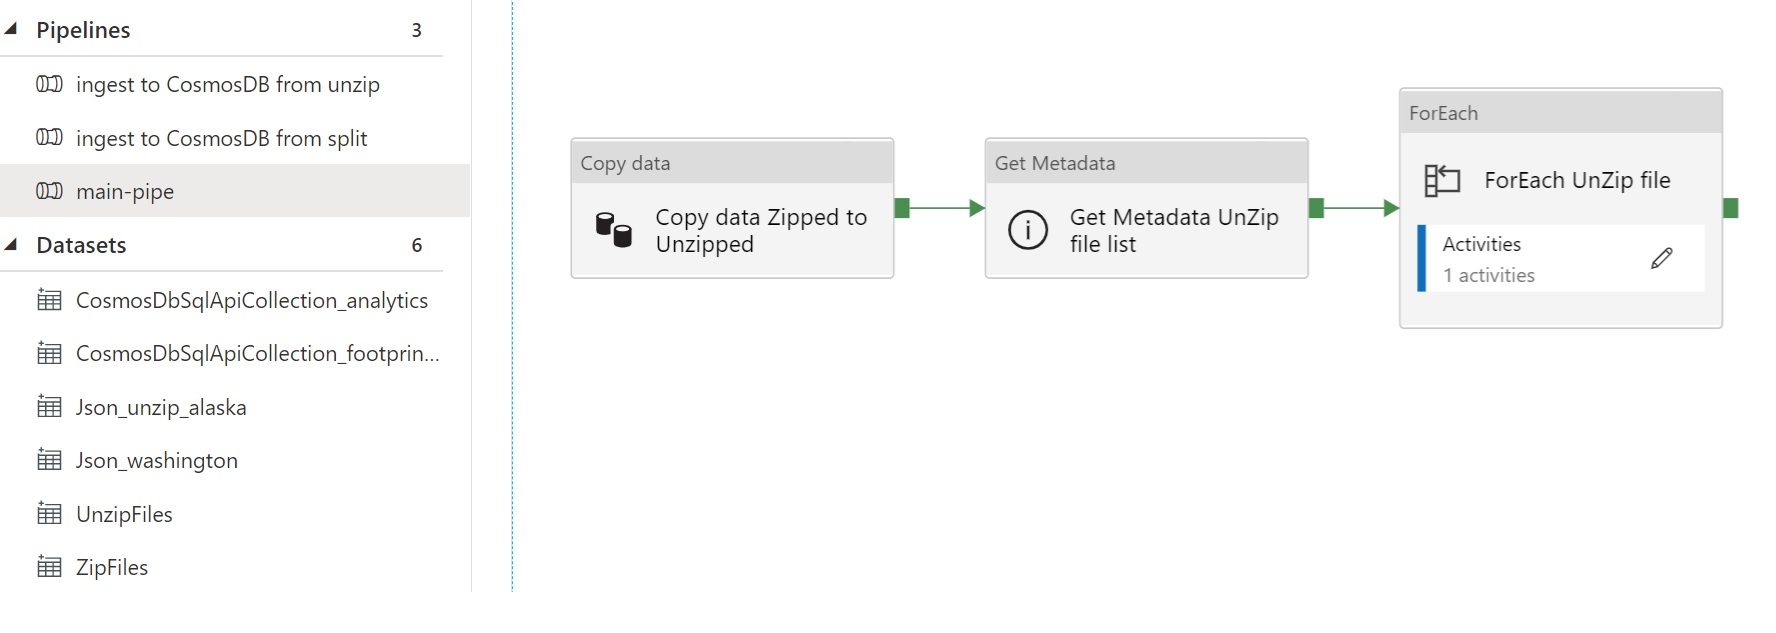 Pipelines 3
ingest to CosmosDB from unzip
ingest to CosmosDB from split
main-pipe
Datasets 6
CosmosDbSqlApiCollection_analytics
CosmosDbSqlApiCollection_footprin...
Json_unzip_alaska
Json_washington
UnzipFiles
ZipFiles
Copy data
Copy data Zipped to
Unzipped
Get Metadata
Get Metadata UnZip
file list
ForEach
ForEach UnZip file
Activities
1 activities